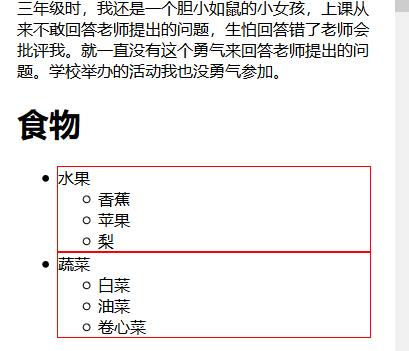 三年级时，我还是一个胆小如鼠的小女孩，上课从
来不敢回答老师提出的问题，生怕回答错了老师会
批评我。就一直没有这个勇气来回答老师提出的问
题。学校举办的活动我也没勇气参加。
食物
水果
香蕉
苹果
梨
蔬菜
白菜
油菜
卷心菜